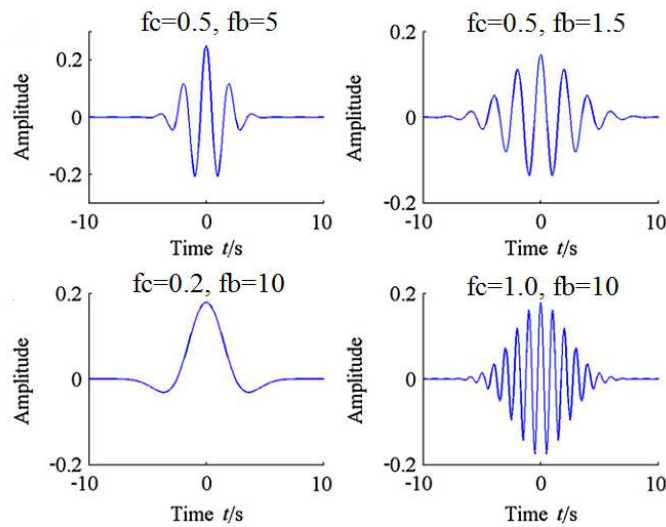 fc=0.5, fb=5
0.2
0
-0.2
Amplitude
-10
0
10
Time t/s
fc=0.5, fb=1.5
0.2
0
-0.2
Amplitude
-10
0
10
Time t/s
fc=0.2, fb=10
0.2
0
-0.2
Amplitude
-10
0
10
Time t/s
fc=1.0, fb=10
0.2
0
-0.2
Amplitude
-10
0
10
Time t/s